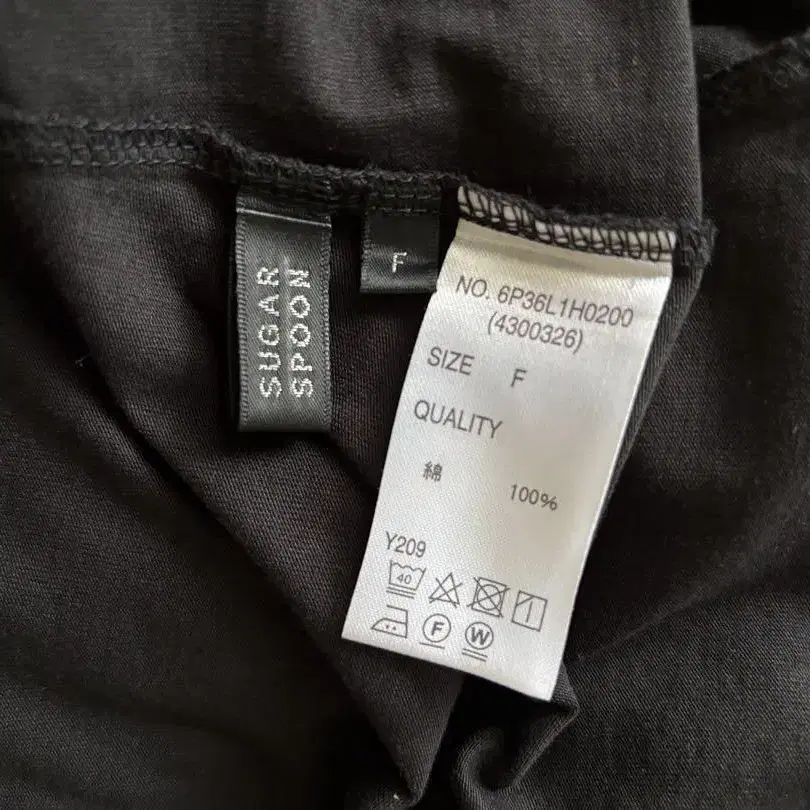 SUGAR
SPOON
F
NO. 6P36L1H0200
(4300326)
SIZE F
QUALITY
綿 100%
Y209
40
F W